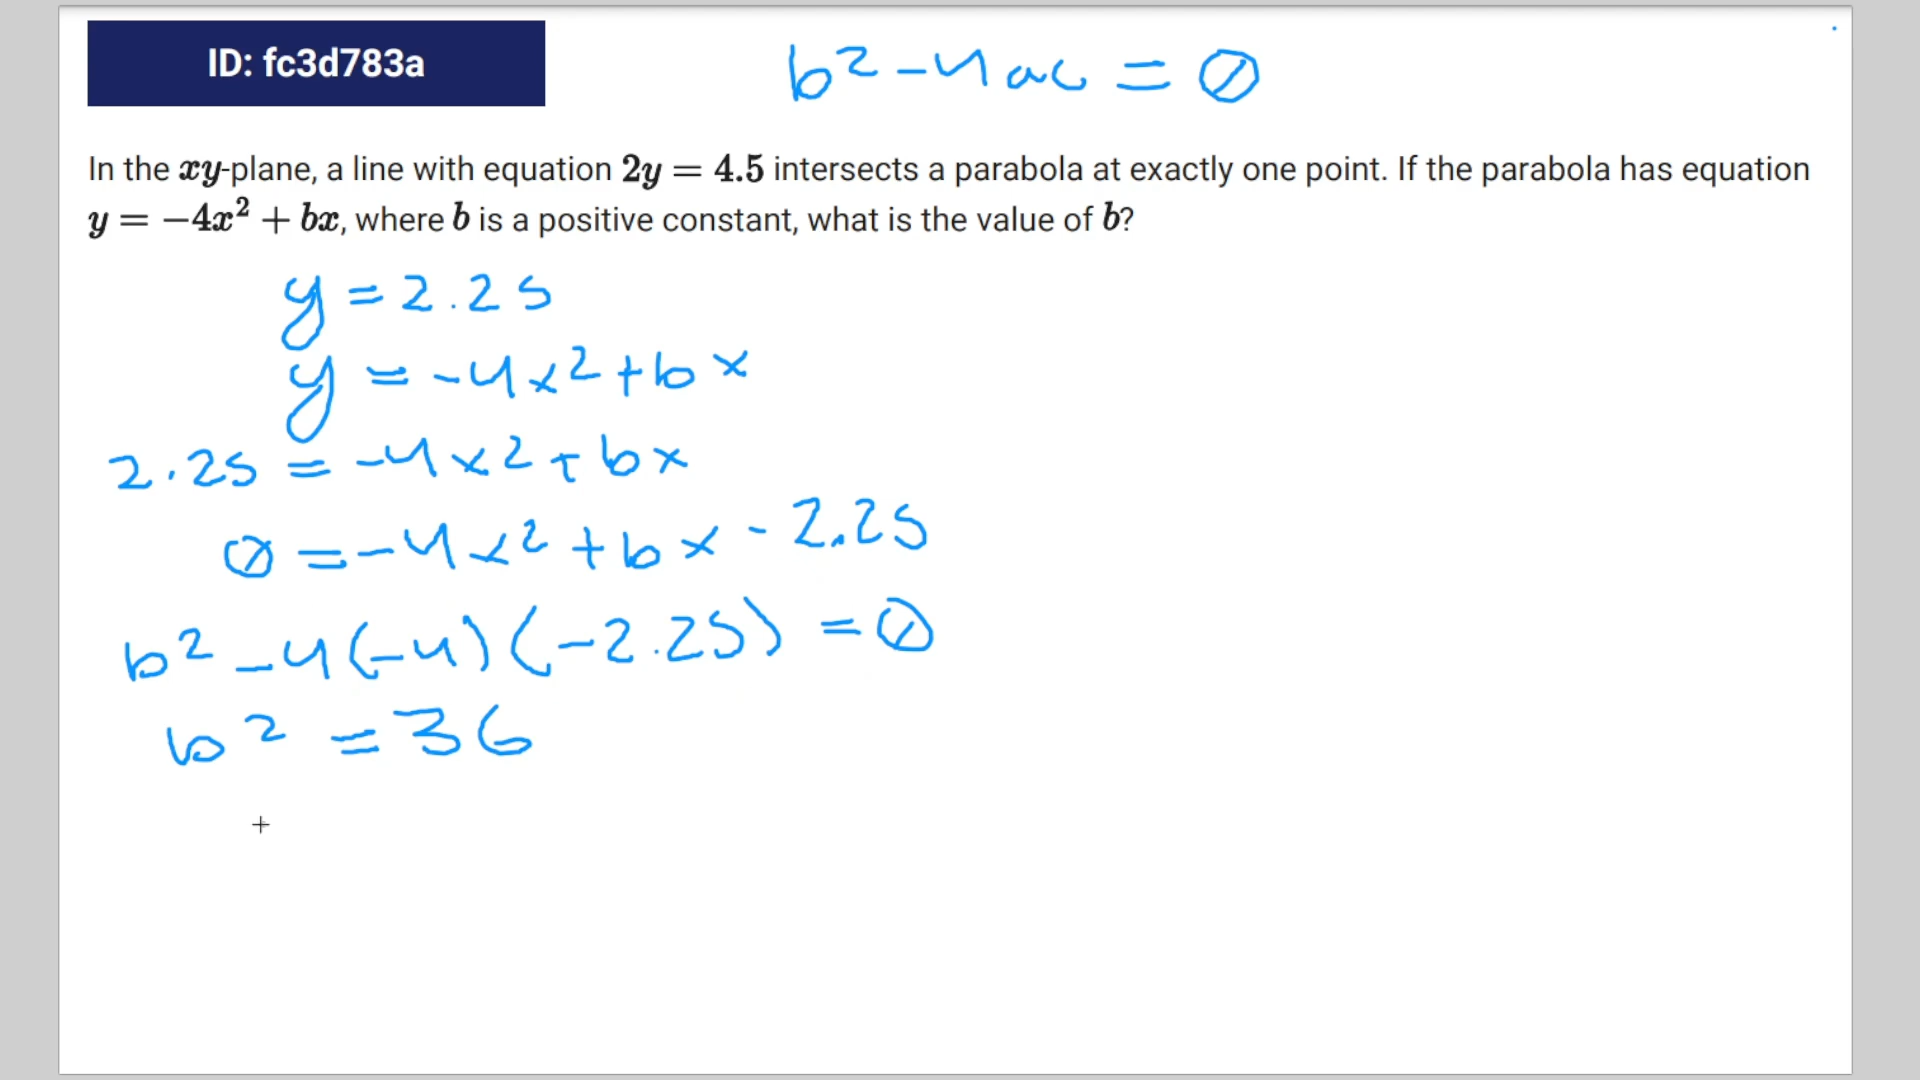 ID: fc3d783a
b² - 4ac = 0
In the xy-plane, a line with equation 2y = 4.5 intersects a parabola at exactly one point. If the parabola has equation
y = −4x² + bx, where b is a positive constant, what is the value of b?
y = 2.25
y = -4x² + bx
2.25 = -4x² + bx
0 = -4x² + bx - 2.25
b² - 4(-4)(-2.25) = 0
b² = 36